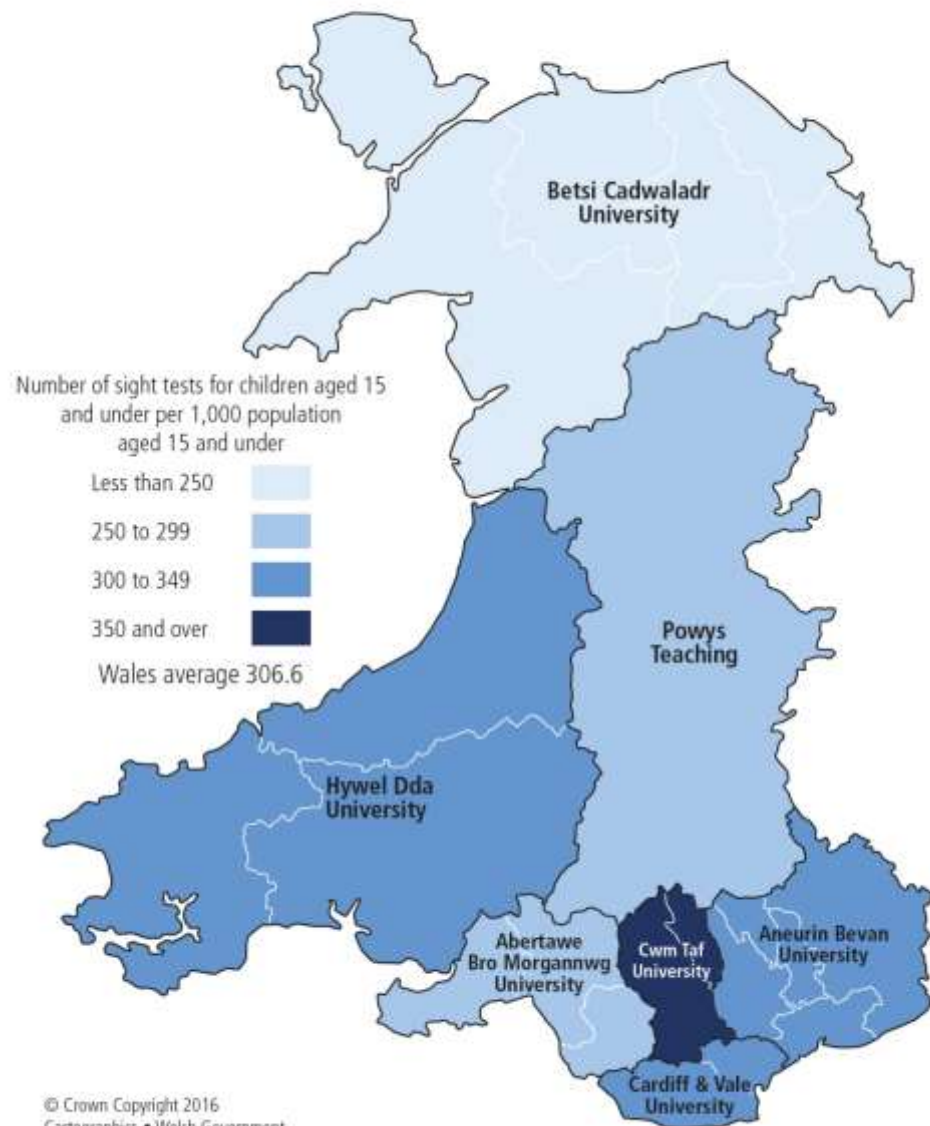 Betsi Cadwaladr
University
Number of sight tests for children aged 15
and under per 1,000 population
aged 15 and under
Less than 250
250 to 299
300 to 349
350 and over
Wales average 306.6
Powys
Teaching
Hywel Dda
University
Abertawe
Bro Morgannwg
University
Cwm Taf
University
Aneurin Bevan
University
Cardiff & Vale
University
© Crown Copyright 2016
Cartographics • Welsh Government